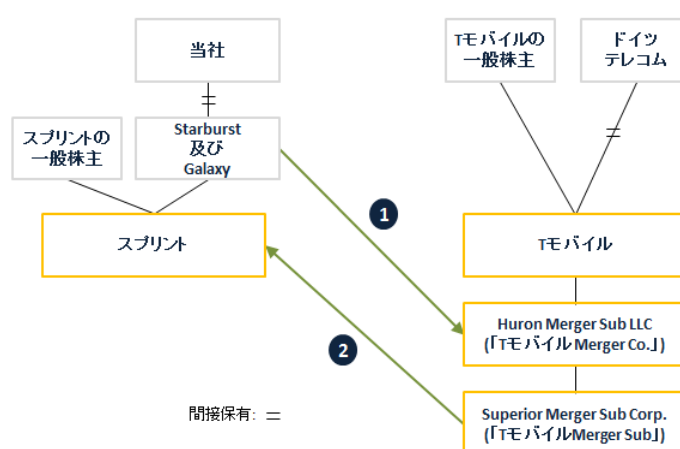 当社
Tモバイルの
一般株主
ドイツ
テレコム
スプリントの
一般株主
Starburst
及び
Galaxy
スプリント
1
Tモバイル
2
Huron Merger Sub LLC
(「Tモバイル Merger Co.」)
間接保有: =
Superior Merger Sub Corp.
(「TモバイルMerger Sub」)